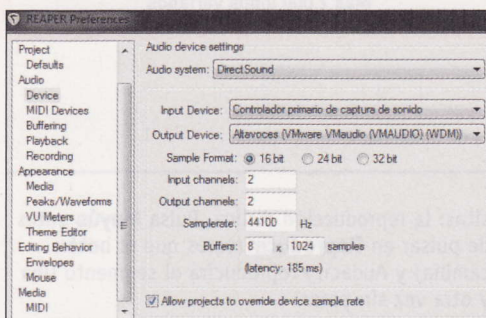 REAPER Preferences
Project
Defaults
Audio
Device
MIDI Devices
Buffering
Playback
Recording
Appearance
Media
Peaks/Waveforms
VU Meters
Theme Editor
Editing Behavior
Envelopes
Mouse
Media
MIDI
Audio device settings
Audio system: DirectSound
Input Device: Controlador primario de captura de sonido
Output Device: Altavoces (VMware VMaudio (VMAUDIO) (WDM))
Sample Format: 16 bit 24 bit 32 bit
Input channels: 2
Output channels: 2
Samplerate: 44100 Hz
Buffers: 8 x 1024 samples
(latency: 185 ms)
Allow projects to override device sample rate